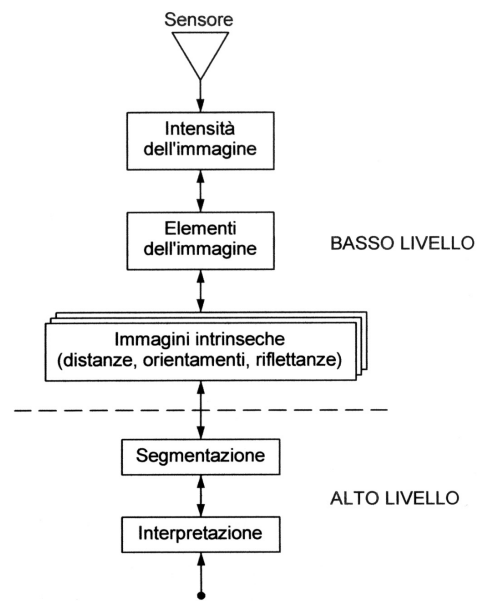 Sensore
Intensità
dell'immagine
Elementi
dell'immagine
BASSO LIVELLO
Immagini intrinseche
(distanze, orientamenti, riflettanze)
Segmentazione
ALTO LIVELLO
Interpretazione